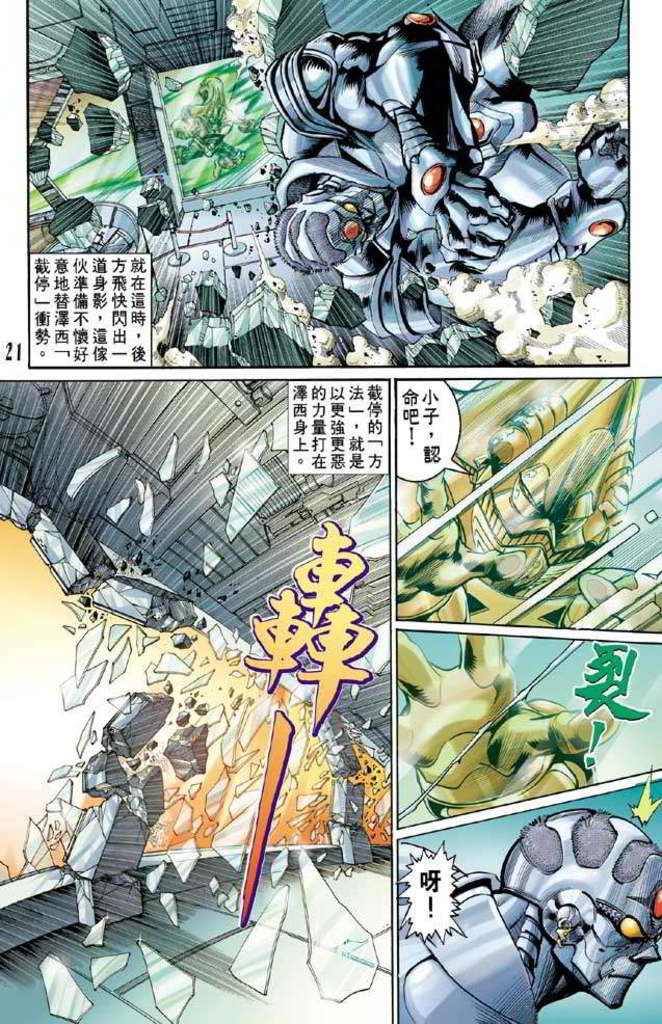 就在這時，後
方飛快閃出一
道身影，這傢
伙準備不懷好
意地替澤西「
截停」衝勢。
21
截停的「方
法」，就是
以更強更惡
的力量打在
澤西身上。
轟！
小子，認
命吧！
裂！
呀！